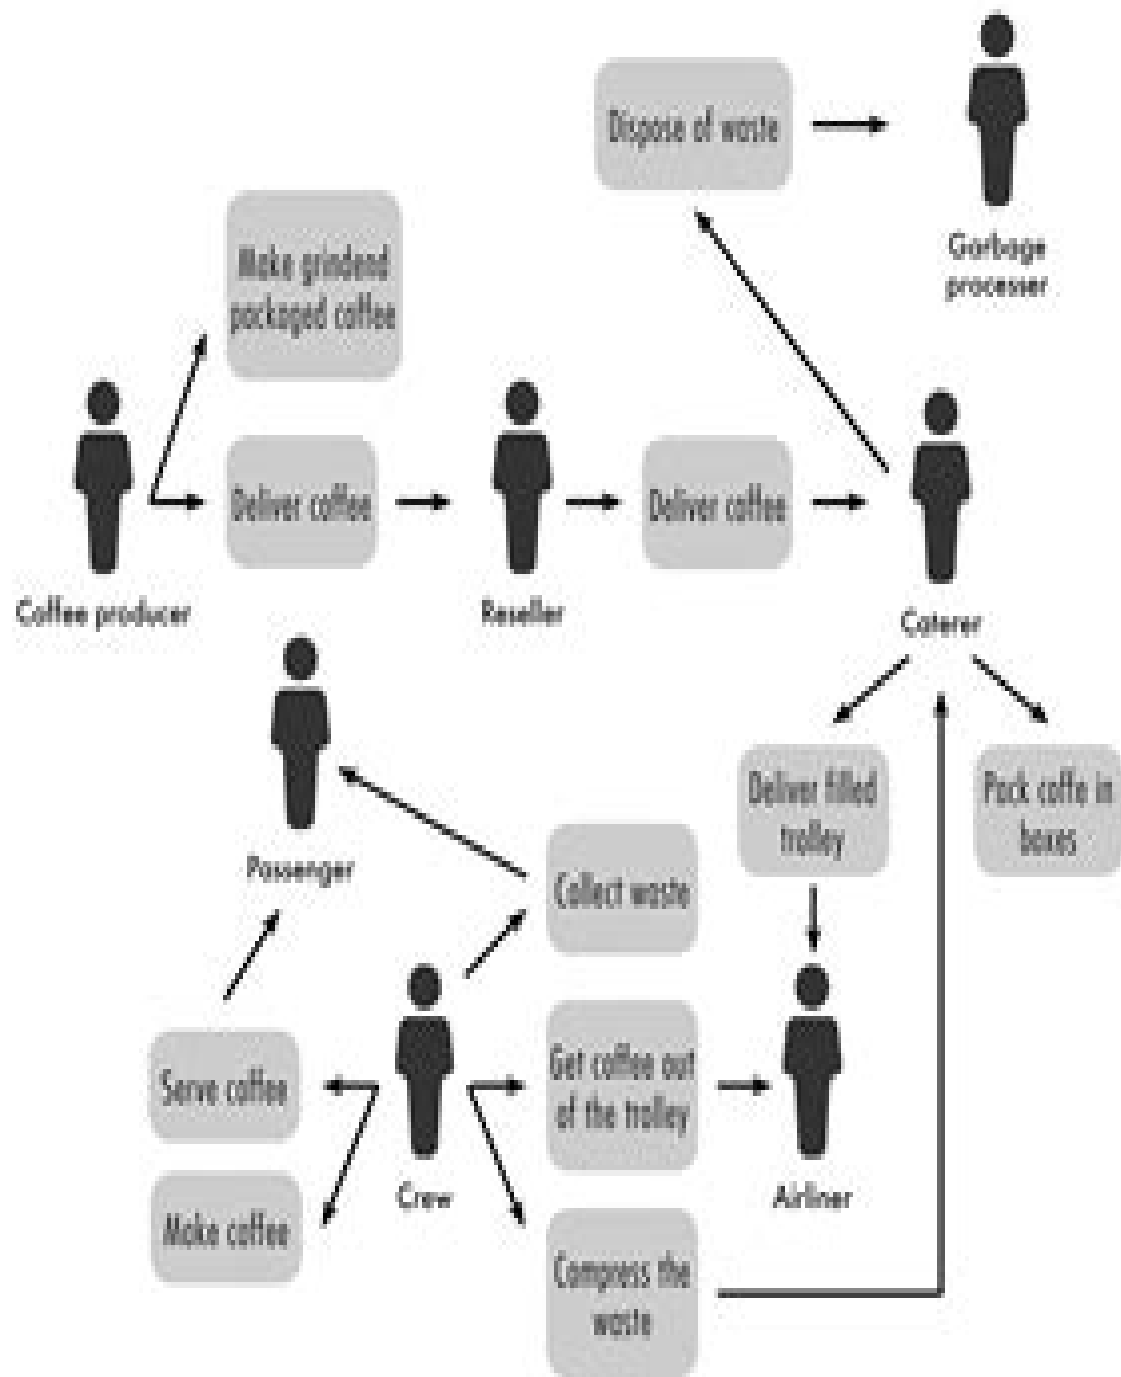 Dispose of waste
Garbage
processer
Make grindend
packaged coffee
Deliver coffee
Deliver coffee
Coffee producer
Reseller
Caterer
Passenger
Deliver filled
trolley
Pack coffe in
boxes
Collect waste
Serve coffee
Get coffee out
of the trolley
Crew
Airliner
Make coffee
Compress the
waste